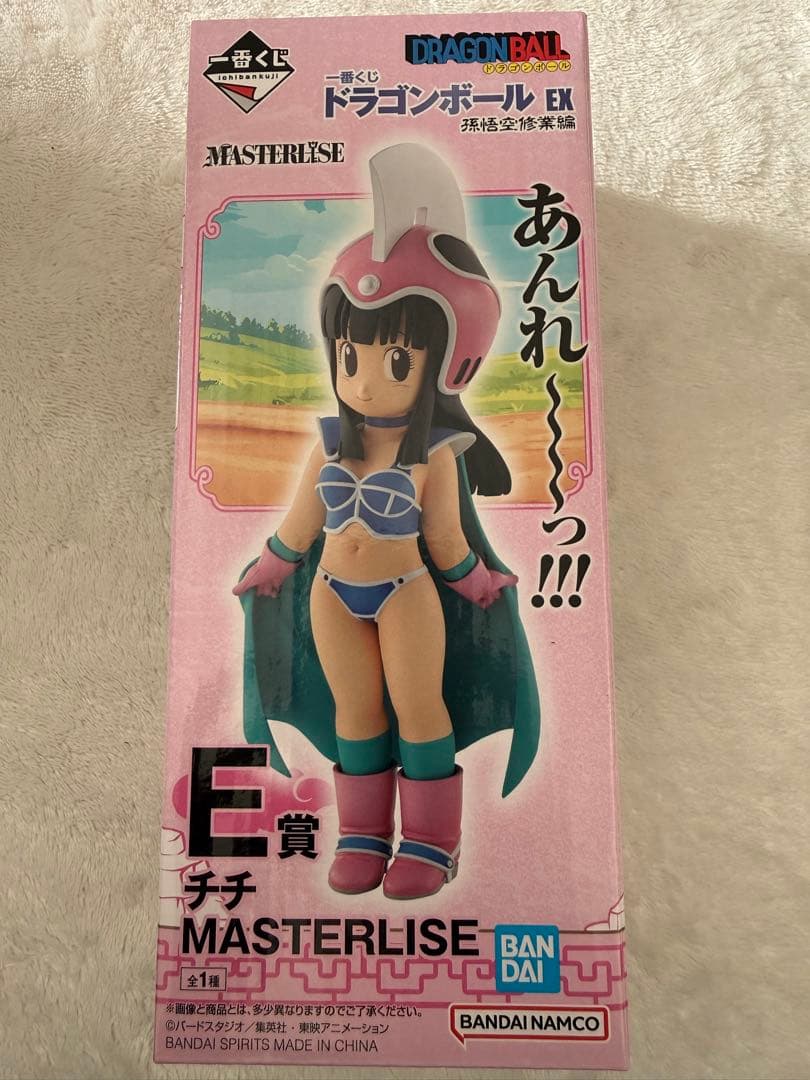 一番くじ
ichibankuji
DRAGONBALL
ドラゴンボール
一番くじ
ドラゴンボール EX
孫悟空修業編
MASTERLISE
あんれ〜〜〜っ!!!
E賞
チチ
MASTERLISE
全1種
BAN
DAI
※画像と商品とは、多少異なりますのでご了承ください。
©バードスタジオ/集英社・東映アニメーション
BANDAI SPIRITS MADE IN CHINA
BANDAI NAMCO